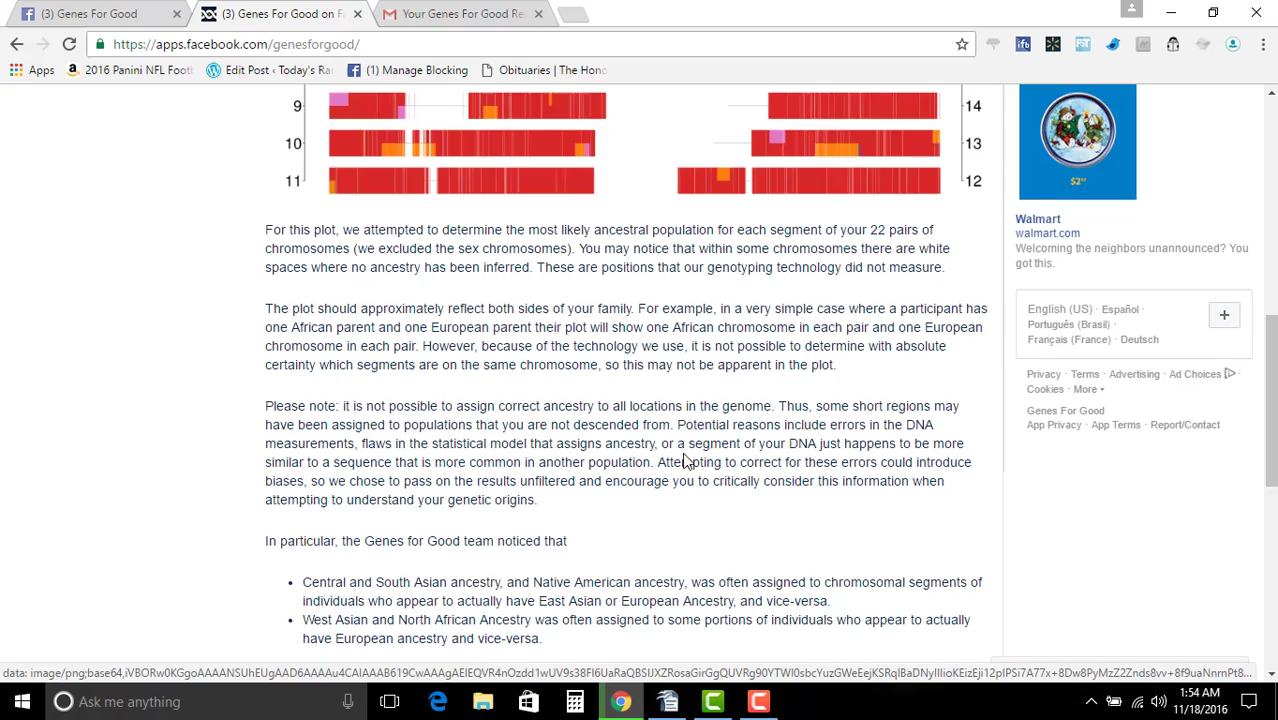 (3) Genes For Good
(3) Genes For Good on F
Your Genes For Good Re
https://apps.facebook.com/genesforgood/
Apps
2016 Panini NFL Foot
Edit Post ‹ Today's Ra
(1) Manage Blocking
Obituaries | The Hono
9
14
10
13
11
12
For this plot, we attempted to determine the most likely ancestral population for each segment of your 22 pairs of
chromosomes (we excluded the sex chromosomes). You may notice that within some chromosomes there are white
spaces where no ancestry has been inferred. These are positions that our genotyping technology did not measure.
The plot should approximately reflect both sides of your family. For example, in a very simple case where a participant has
one African parent and one European parent their plot will show one African chromosome in each pair and one European
chromosome in each pair. However, because of the technology we use, it is not possible to determine with absolute
certainty which segments are on the same chromosome, so this may not be apparent in the plot.
Please note: it is not possible to assign correct ancestry to all locations in the genome. Thus, some short regions may
have been assigned to populations that you are not descended from. Potential reasons include errors in the DNA
measurements, flaws in the statistical model that assigns ancestry, or a segment of your DNA just happens to be more
similar to a sequence that is more common in another population. Attempting to correct for these errors could introduce
biases, so we chose to pass on the results unfiltered and encourage you to critically consider this information when
attempting to understand your genetic origins.
In particular, the Genes for Good team noticed that
• Central and South Asian ancestry, and Native American ancestry, was often assigned to chromosomal segments of
individuals who appear to actually have East Asian or European Ancestry, and vice-versa.
• West Asian and North African Ancestry was often assigned to some portions of individuals who appear to actually
have European ancestry and vice-versa.
$2
Walmart
walmart.com
Welcoming the neighbors unannounced? You
got this.
English (US) · Español ·
Português (Brasil) ·
Français (France) · Deutsch
+
Privacy · Terms · Advertising · Ad Choices ·
Cookies · More
Genes For Good
App Privacy · App Terms · Report/Contact
Ask me anything
1:54 AM
11/18/2016